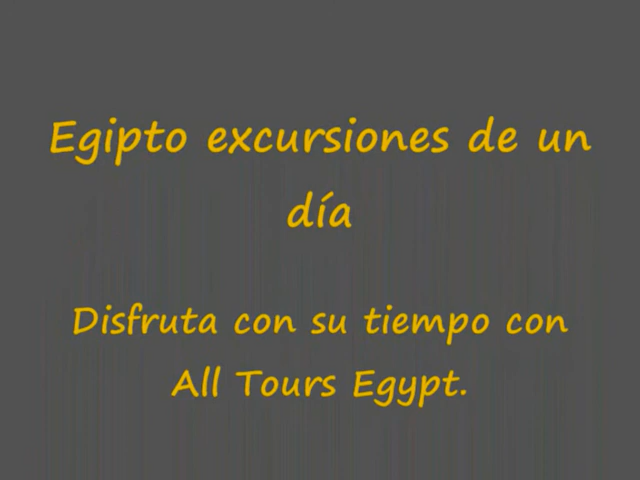 Egipto excursiones de un
día
Disfruta con su tiempo con
All Tours Egypt.